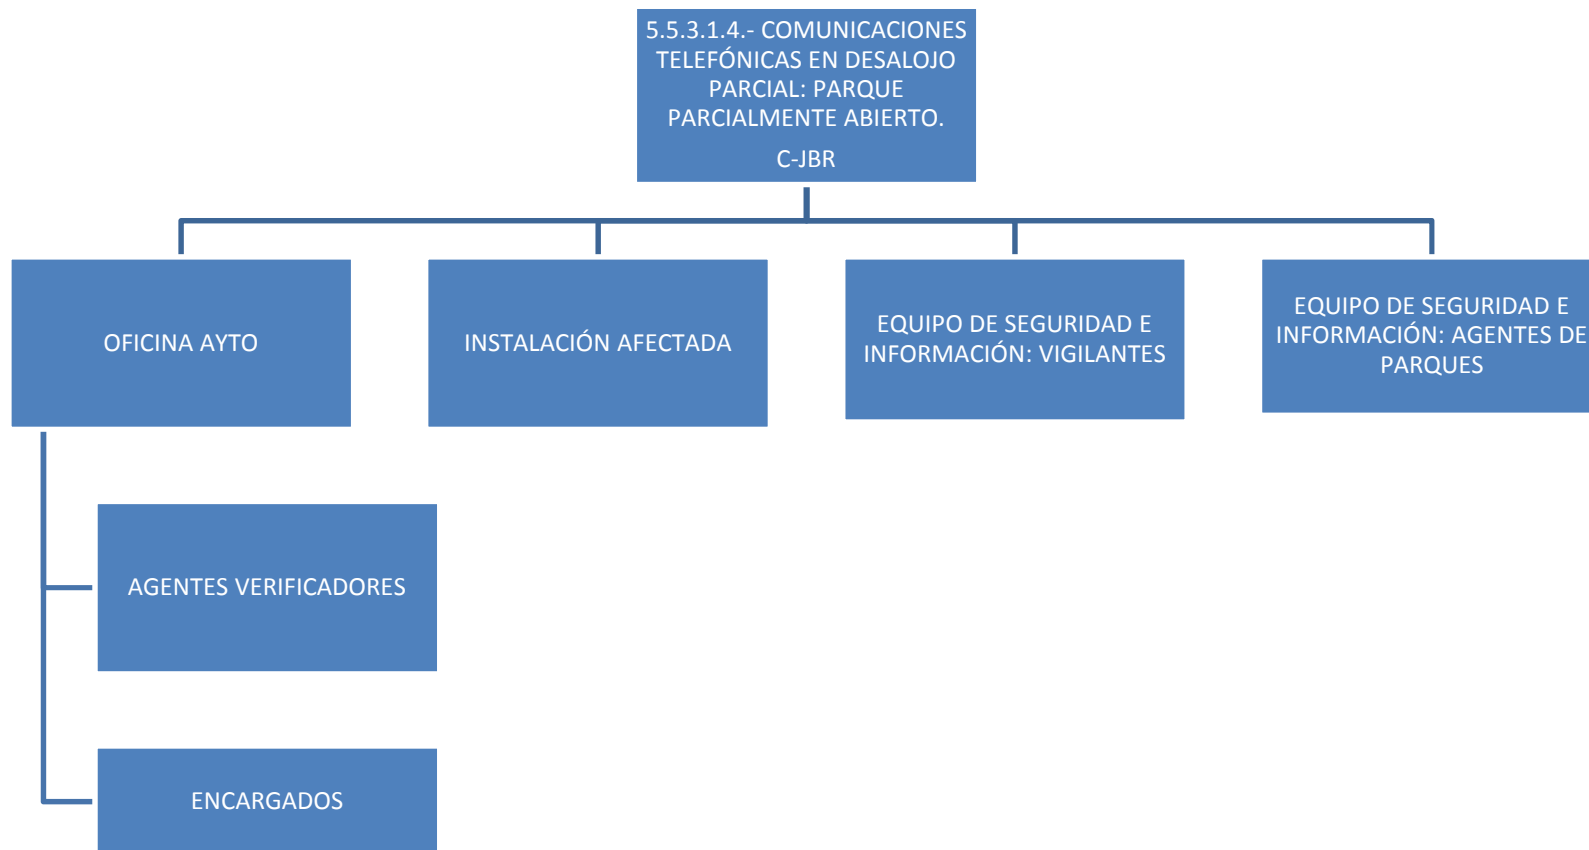 5.5.3.1.4.- COMUNICACIONES
TELEFÓNICAS EN DESALOJO
PARCIAL: PARQUE
PARCIALMENTE ABIERTO.
C-JBR
OFICINA AYTO
INSTALACIÓN AFECTADA
EQUIPO DE SEGURIDAD E
INFORMACIÓN: VIGILANTES
EQUIPO DE SEGURIDAD E
INFORMACIÓN: AGENTES DE
PARQUES
AGENTES VERIFICADORES
ENCARGADOS